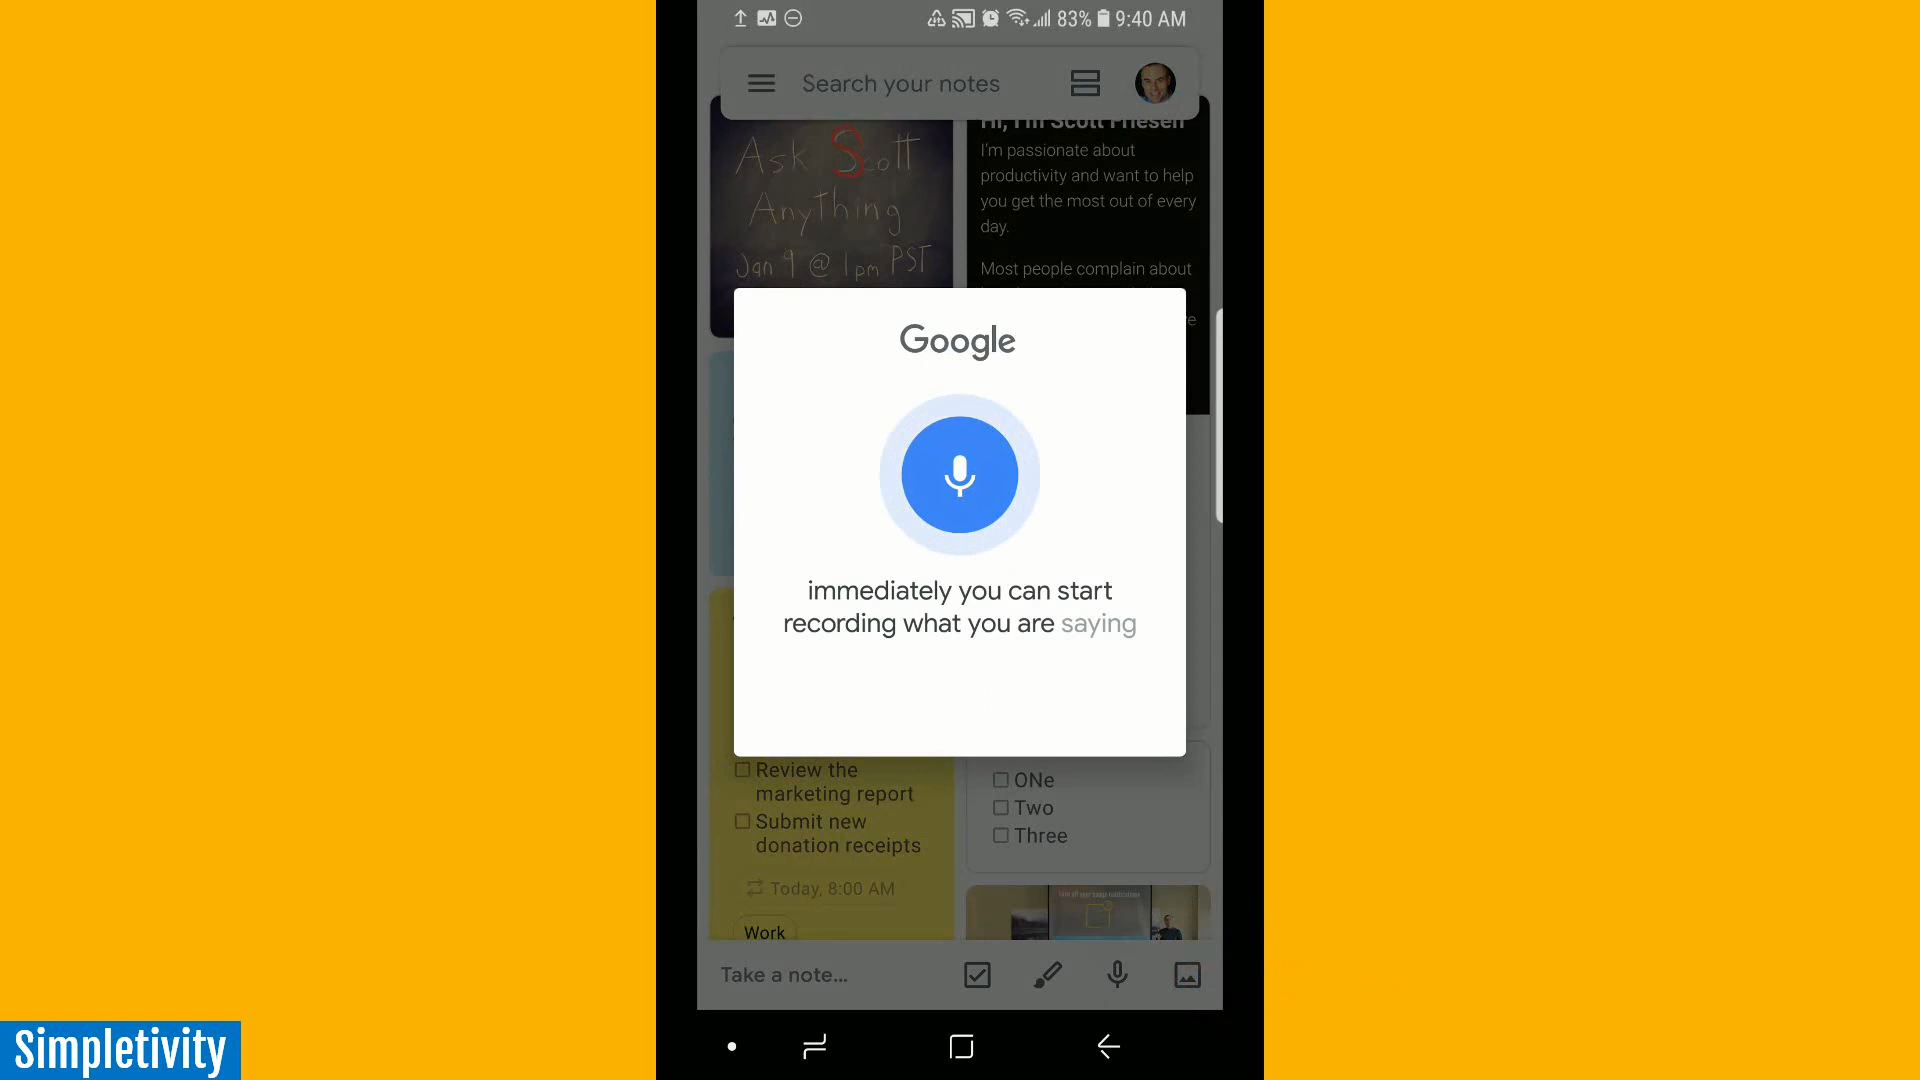 83% 9:40 AM
Search your notes
Ask Scott
Anything
Jan 9 @ 1pm PST
Hi, I'm Scott Friesen
I'm passionate about
productivity and want to help
you get the most out of every
day.
Most people complain about
Google
immediately you can start
recording what you are saying
Review the
marketing report
Submit new
donation receipts
Today, 8:00 AM
Work
ONe
Two
Three
Take a note...
Simpletivity